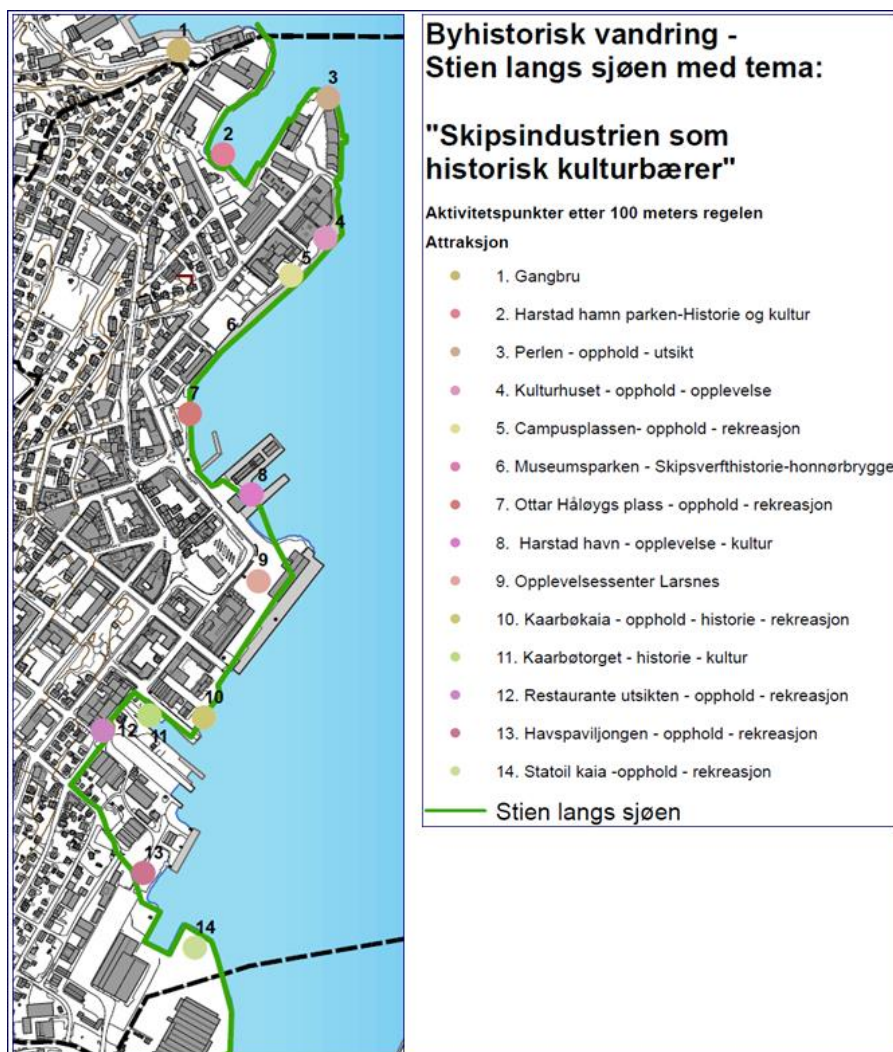 Byhistorisk vandring -
Stien langs sjøen med tema:
"Skipsindustrien som
historisk kulturbærer"
Aktivitetspunkter etter 100 meters regelen
Attraksjon
1. Gangbru
2. Harstad hamn parken-Historie og kultur
3. Perlen - opphold - utsikt
4. Kulturhuset - opphold - opplevelse
5. Campusplassen- opphold - rekreasjon
6. Museumsparken - Skipsverfthistorie-honnørbrygge
7. Ottar Håløygs plass - opphold - rekreasjon
8. Harstad havn - opplevelse - kultur
9. Opplevelsessenter Larsnes
10. Kaarbøkaia - opphold - historie - rekreasjon
11. Kaarbøtorget - historie - kultur
12. Restaurante utsikten - opphold - rekreasjon
13. Havspaviljongen - opphold - rekreasjon
14. Statoil kaia -opphold - rekreasjon
Stien langs sjøen
1
2
3
4
5
6
7
8
9
10
11
12
13
14